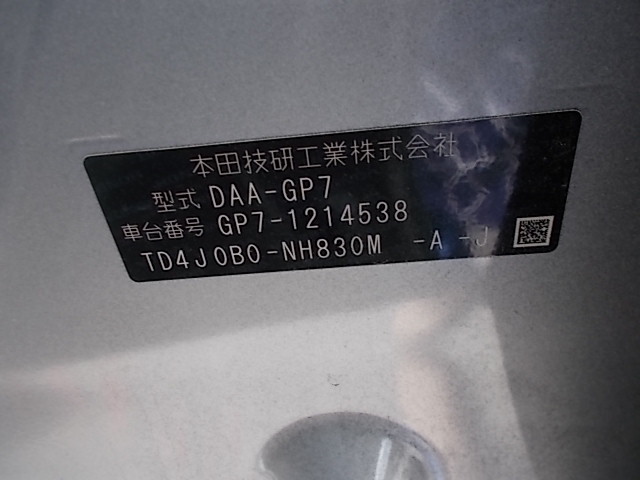 本田技研工業株式会社
型式 DAA-GP7
車台番号 GP7-1214538
TD4J0B0-NH830M -A -J